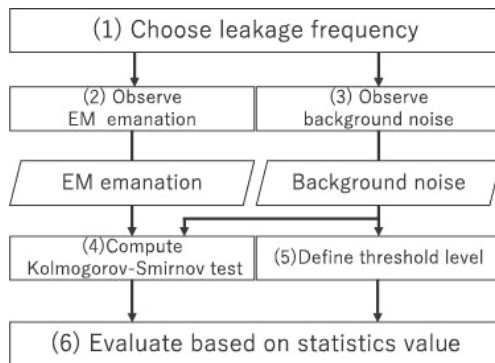 (1) Choose leakage frequency
(2) Observe
EM emanation
(3) Observe
background noise
EM emanation
Background noise
(4)Compute
Kolmogorov-Smirnov test
(5)Define threshold level
(6) Evaluate based on statistics value